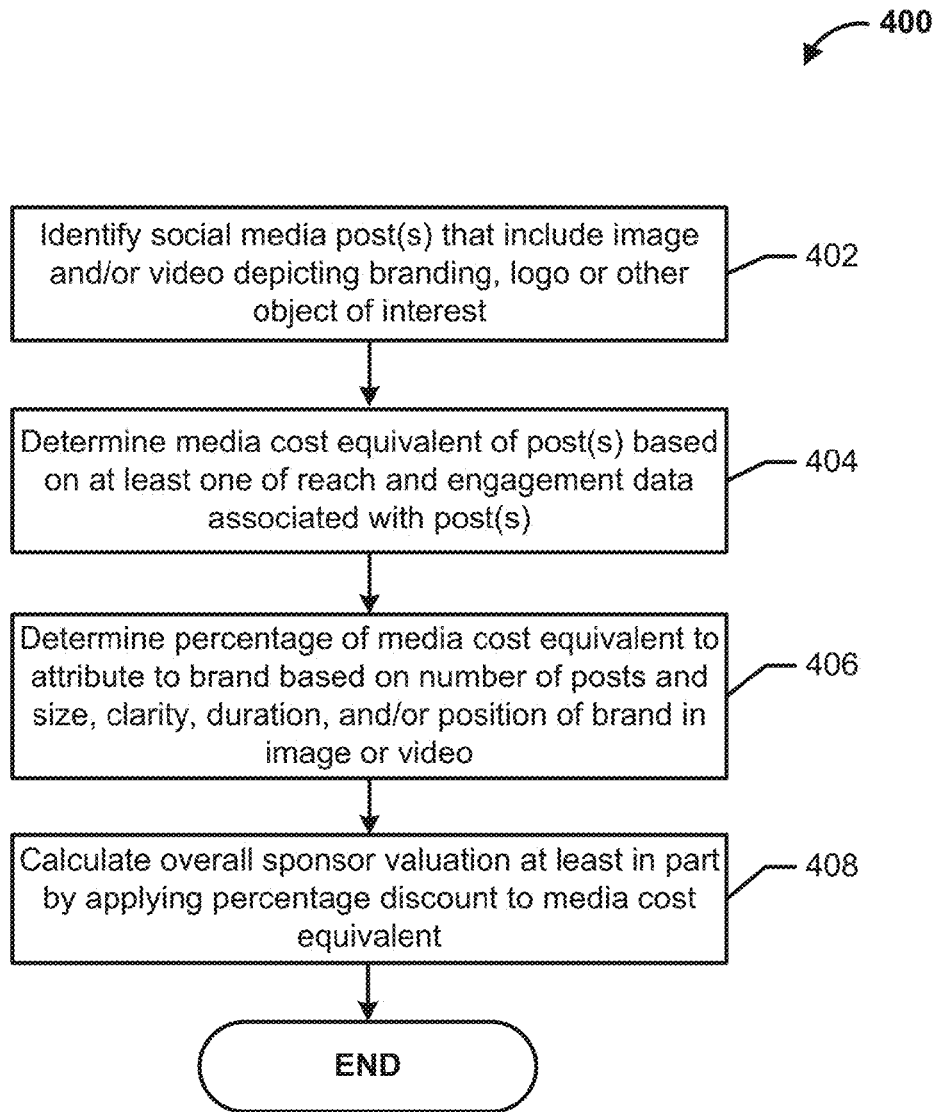 400
Identify social media post(s) that include image
and/or video depicting branding, logo or other
object of interest
402
Determine media cost equivalent of post(s) based
on at least one of reach and engagement data
associated with post(s)
404
Determine percentage of media cost equivalent to
attribute to brand based on number of posts and
size, clarity, duration, and/or position of brand in
image or video
406
Calculate overall sponsor valuation at least in part
by applying percentage discount to media cost
equivalent
408
END